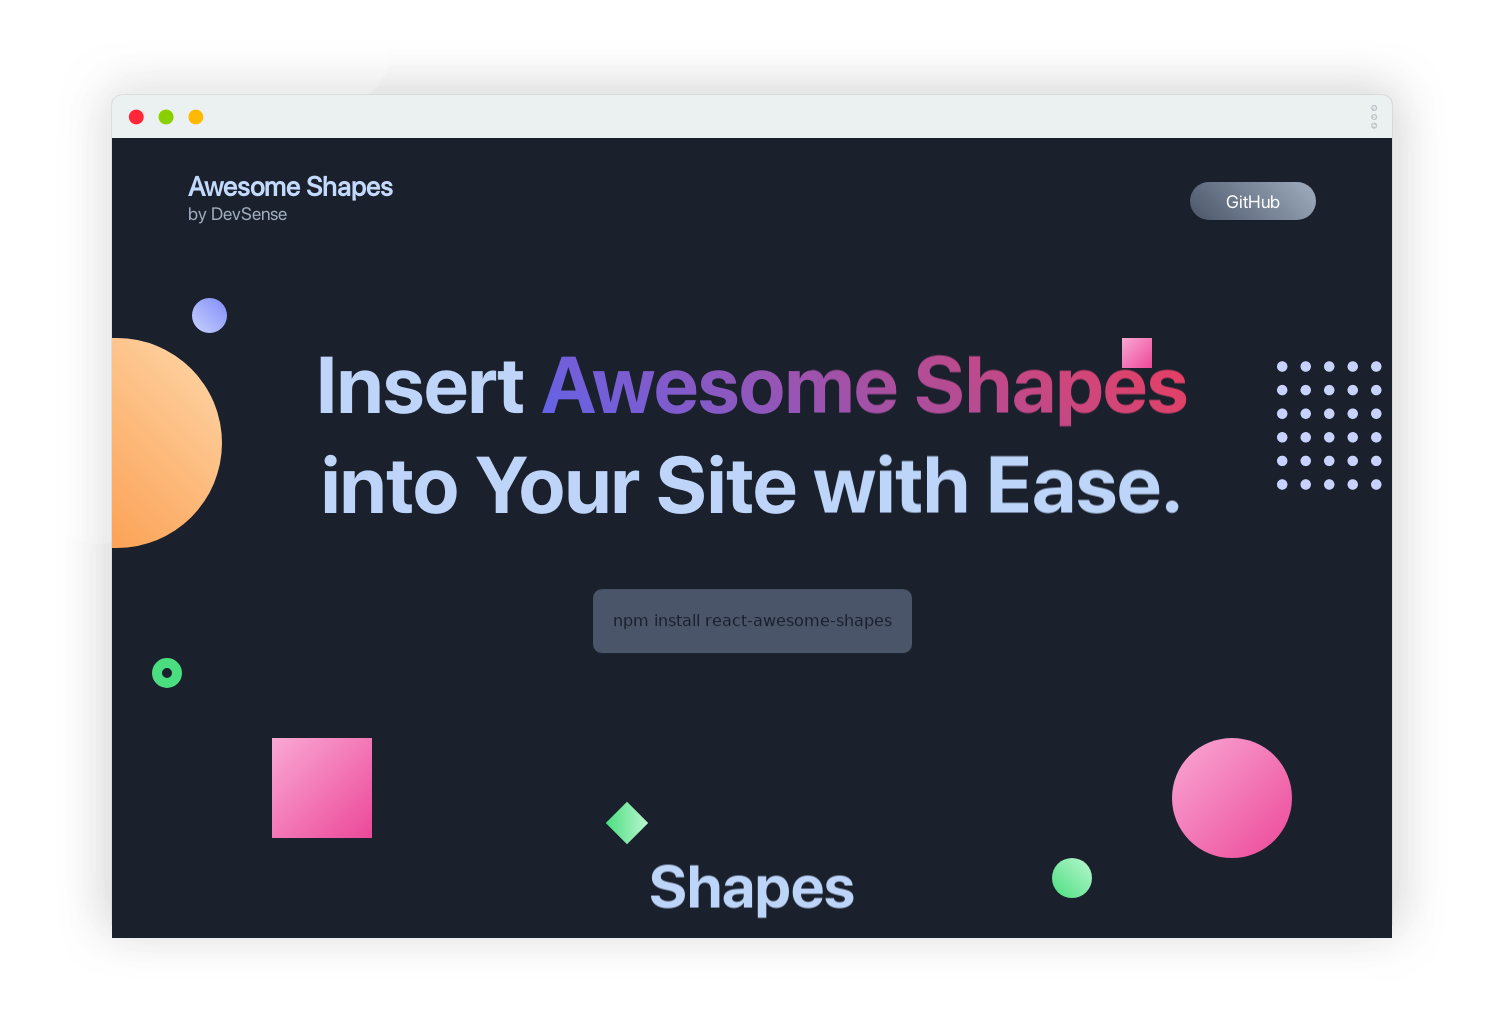 Awesome Shapes
by DevSense
GitHub
Insert Awesome Shapes
into Your Site with Ease.
npm install react-awesome-shapes
Shapes